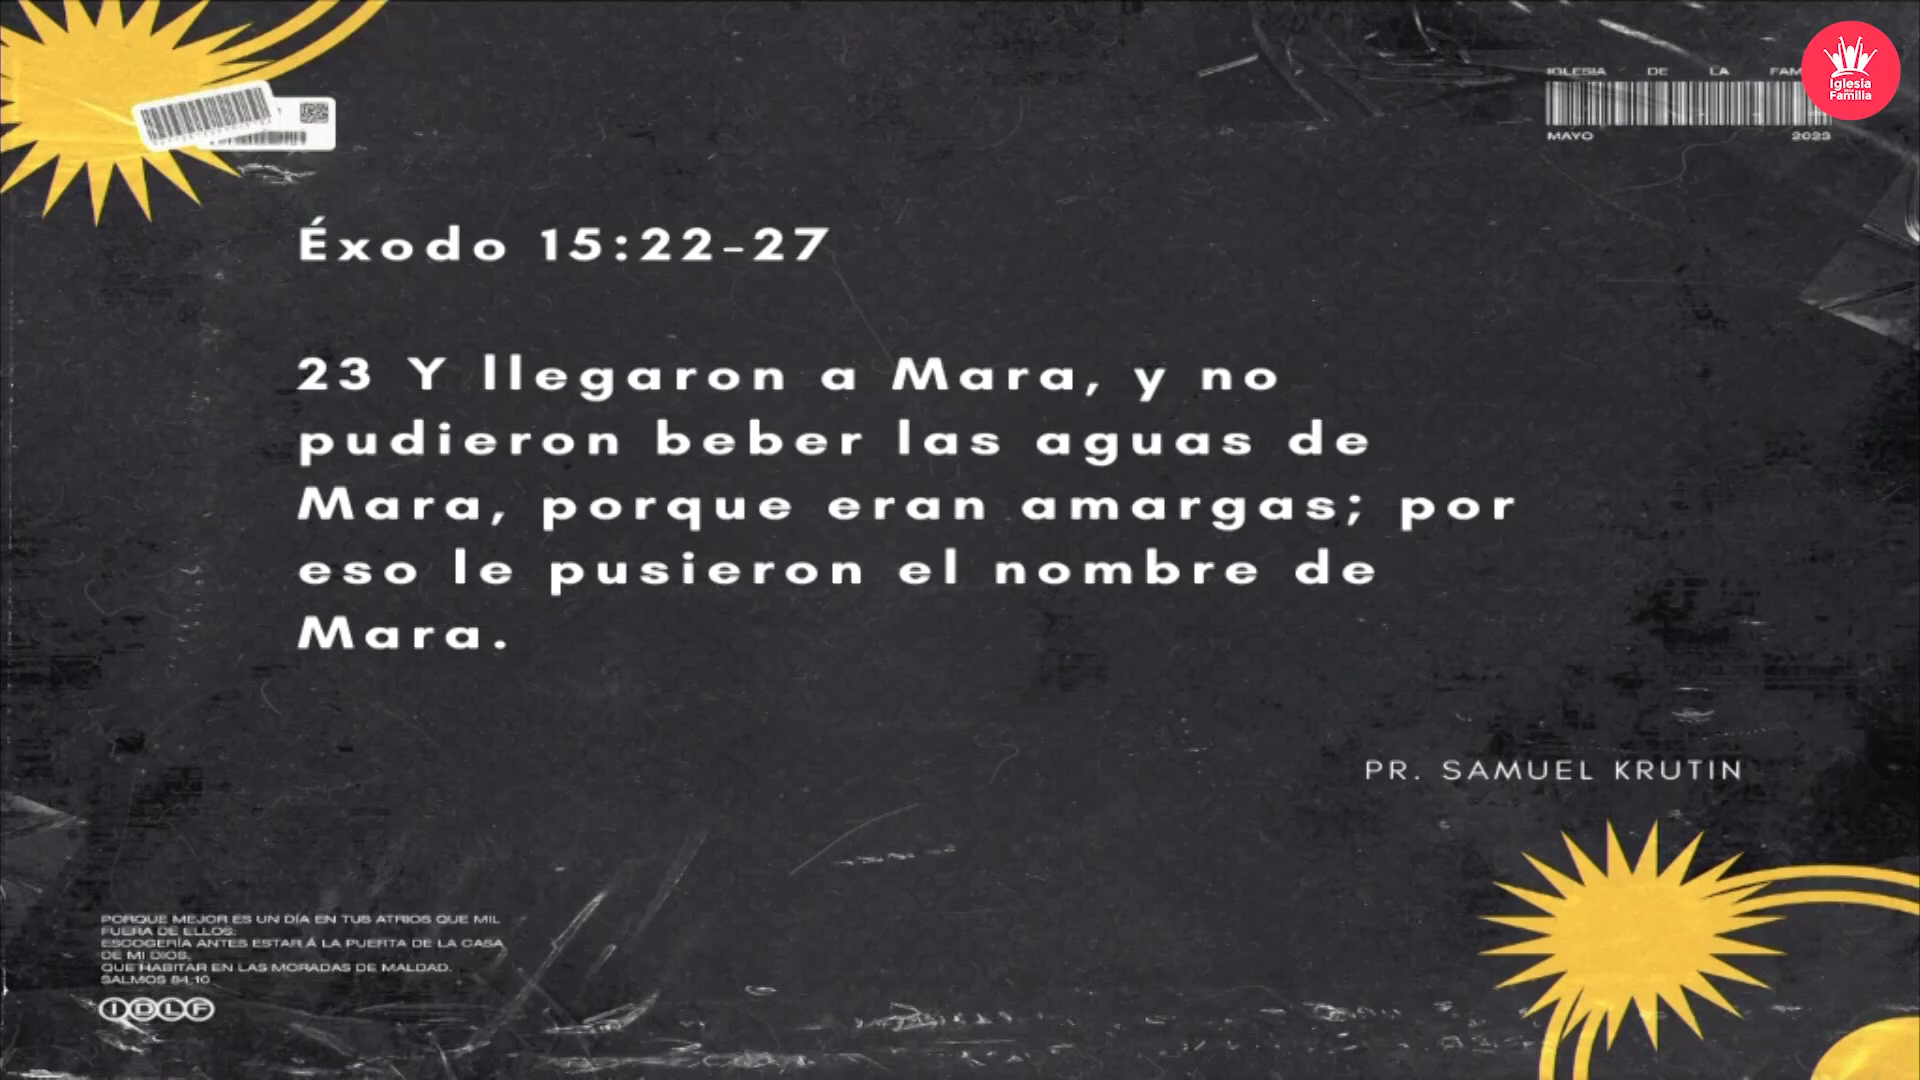 IGLESIA DE LA FAM
Iglesia
Familia
MAYO 2023
Éxodo 15:22-27
23 Y llegaron a Mara, y no
pudieron beber las aguas de
Mara, porque eran amargas; por
eso le pusieron el nombre de
Mara.
PR. SAMUEL KRUTIN
PORQUE MEJOR ES UN DÍA EN TUS ATRIOS QUE MIL
FUERA DE ELLOS:
ESCOGERÍA ANTES ESTAR Á LA PUERTA DE LA CASA
DE MI DIOS,
QUE HABITAR EN LAS MORADAS DE MALDAD.
SALMOS 84:10
IDLF